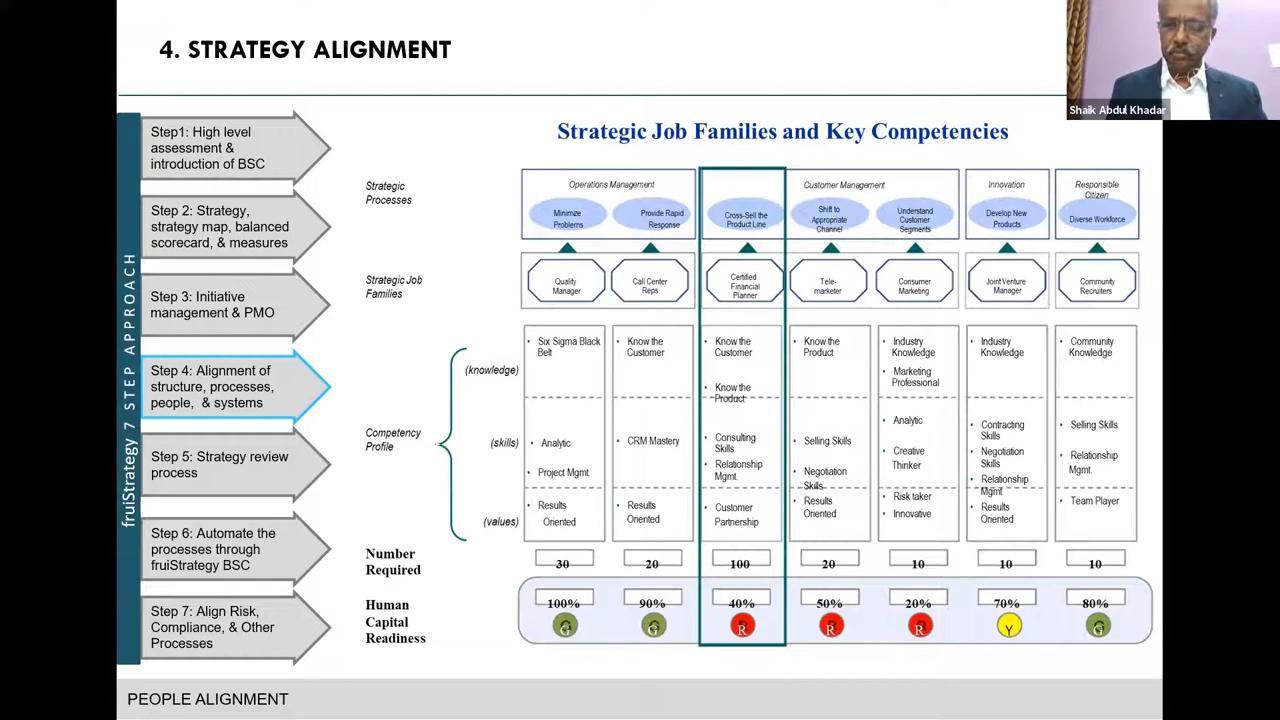 4. STRATEGY ALIGNMENT
Shaik Abdul Khadar
fruiStrategy 7 STEP APPROACH
Step1: High level
assessment &
introduction of BSC
Step 2: Strategy,
strategy map, balanced
scorecard, & measures
Step 3: Initiative
management & PMO
Step 4: Alignment of
structure, processes,
people, & systems
Step 5: Strategy review
process
Step 6: Automate the
processes through
fruiStrategy BSC
Step 7: Align Risk,
Compliance, & Other
Processes
Strategic Job Families and Key Competencies
Strategic
Processes
Operations Management
Customer Management
Innovation
Responsible
Citizen
Minimize
Problems
Provide Rapid
Response
Cross-Sell the
Product Line
Shift to
Appropriate
Channel
Understand
Customer
Segments
Develop New
Products
Diverse Workforce
Strategic Job
Families
Quality
Manager
Call Center
Reps
Certified
Financial
Planner
Tele-
marketer
Consumer
Marketing
Joint Venture
Manager
Community
Recruiters
Competency
Profile
(knowledge)
• Six Sigma Black
Belt
• Know the
Customer
• Know the
Customer
• Know the
Product
• Know the
Product
• Industry
Knowledge
• Marketing
Professional
• Industry
Knowledge
• Community
Knowledge
(skills)
• Analytic
• Project Mgmt.
• CRM Mastery
• Consulting
Skills
• Relationship
Mgmt.
• Selling Skills
• Negotiation
Skills
• Analytic
• Creative
Thinker
• Contracting
Skills
• Negotiation
Skills
• Relationship
Mgmt.
• Selling Skills
• Relationship
Mgmt.
(values)
• Results
Oriented
• Results
Oriented
• Customer
Partnership
• Results
Oriented
• Risk taker
• Innovative
• Results
Oriented
• Team Player
Number
Required
30 20 100 20 10 10 10
Human
Capital
Readiness
100% 90% 40% 50% 20% 70% 80%
G G R R R Y G
PEOPLE ALIGNMENT